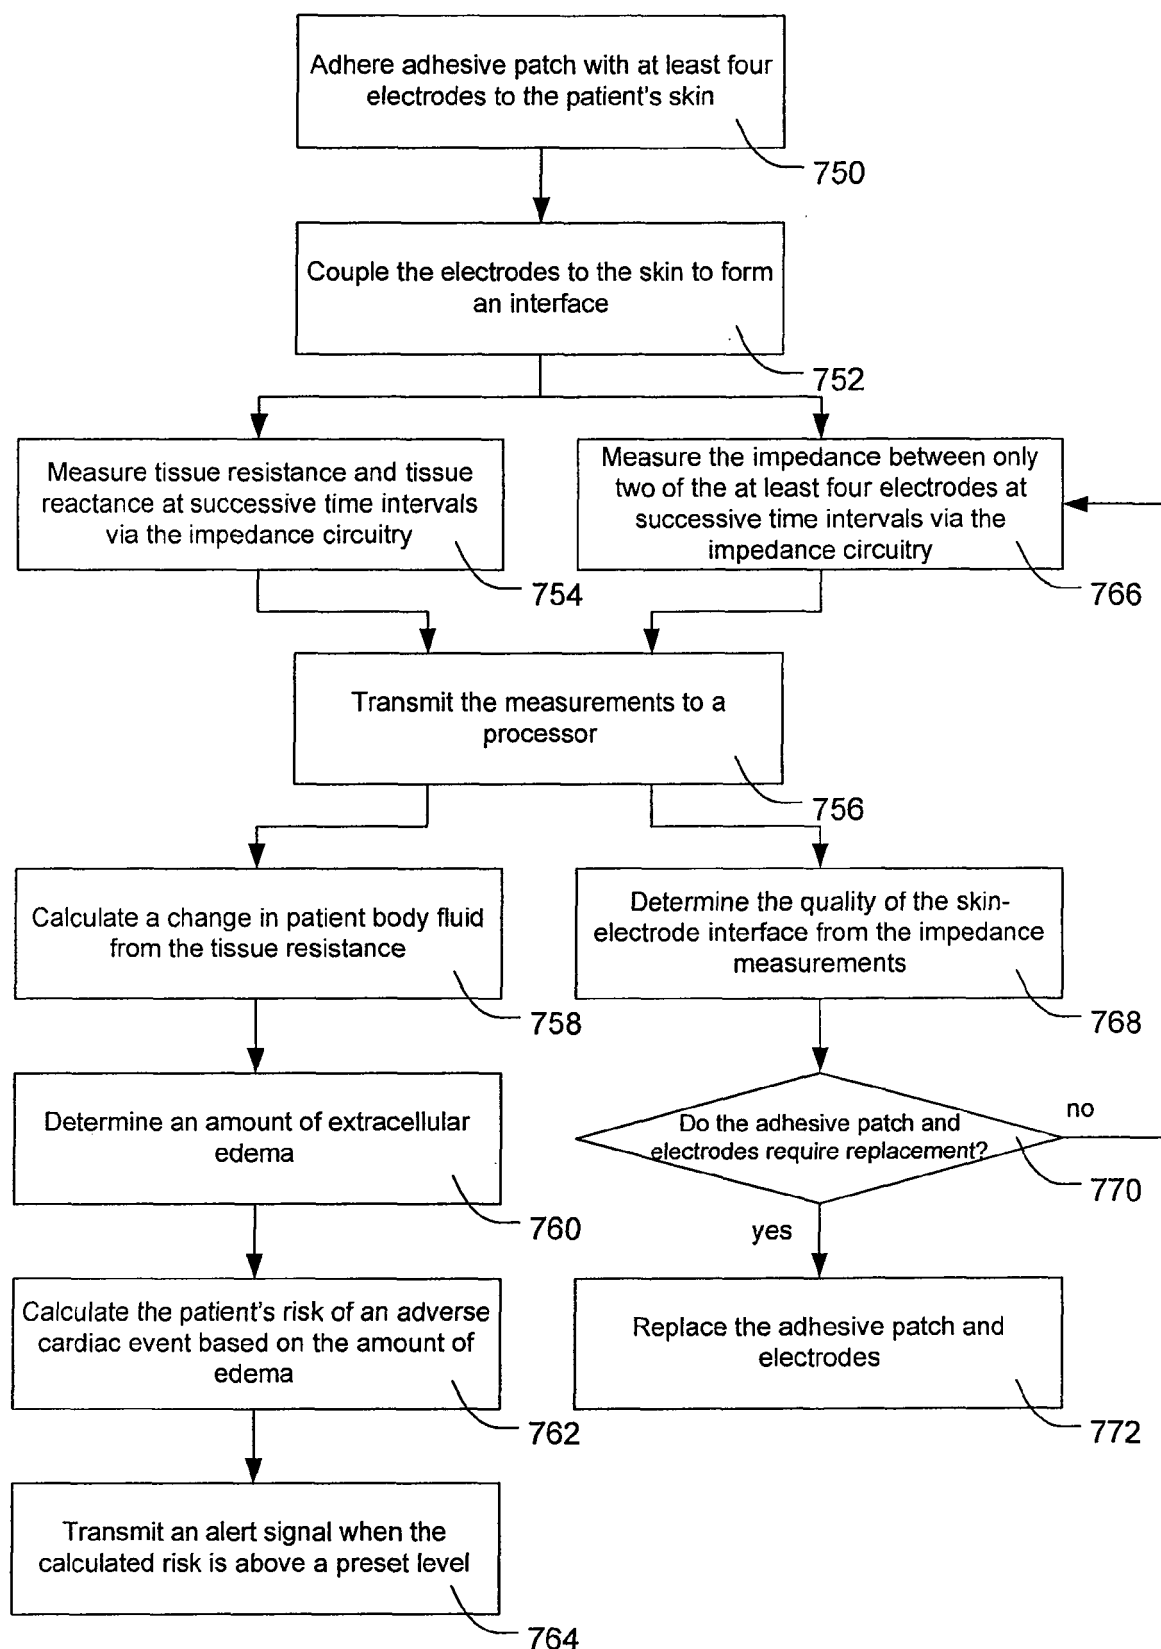 Adhere adhesive patch with at least four
electrodes to the patient's skin
750
Couple the electrodes to the skin to form
an interface
752
Measure tissue resistance and tissue
reactance at successive time intervals
via the impedance circuitry
754
Measure the impedance between only
two of the at least four electrodes at
successive time intervals via the
impedance circuitry
766
Transmit the measurements to a
processor
756
Calculate a change in patient body fluid
from the tissue resistance
758
Determine the quality of the skin-
electrode interface from the impedance
measurements
768
Determine an amount of extracellular
edema
760
Do the adhesive patch and
electrodes require replacement?
no
770
yes
Calculate the patient's risk of an adverse
cardiac event based on the amount of
edema
762
Replace the adhesive patch and
electrodes
772
Transmit an alert signal when the
calculated risk is above a preset level
764